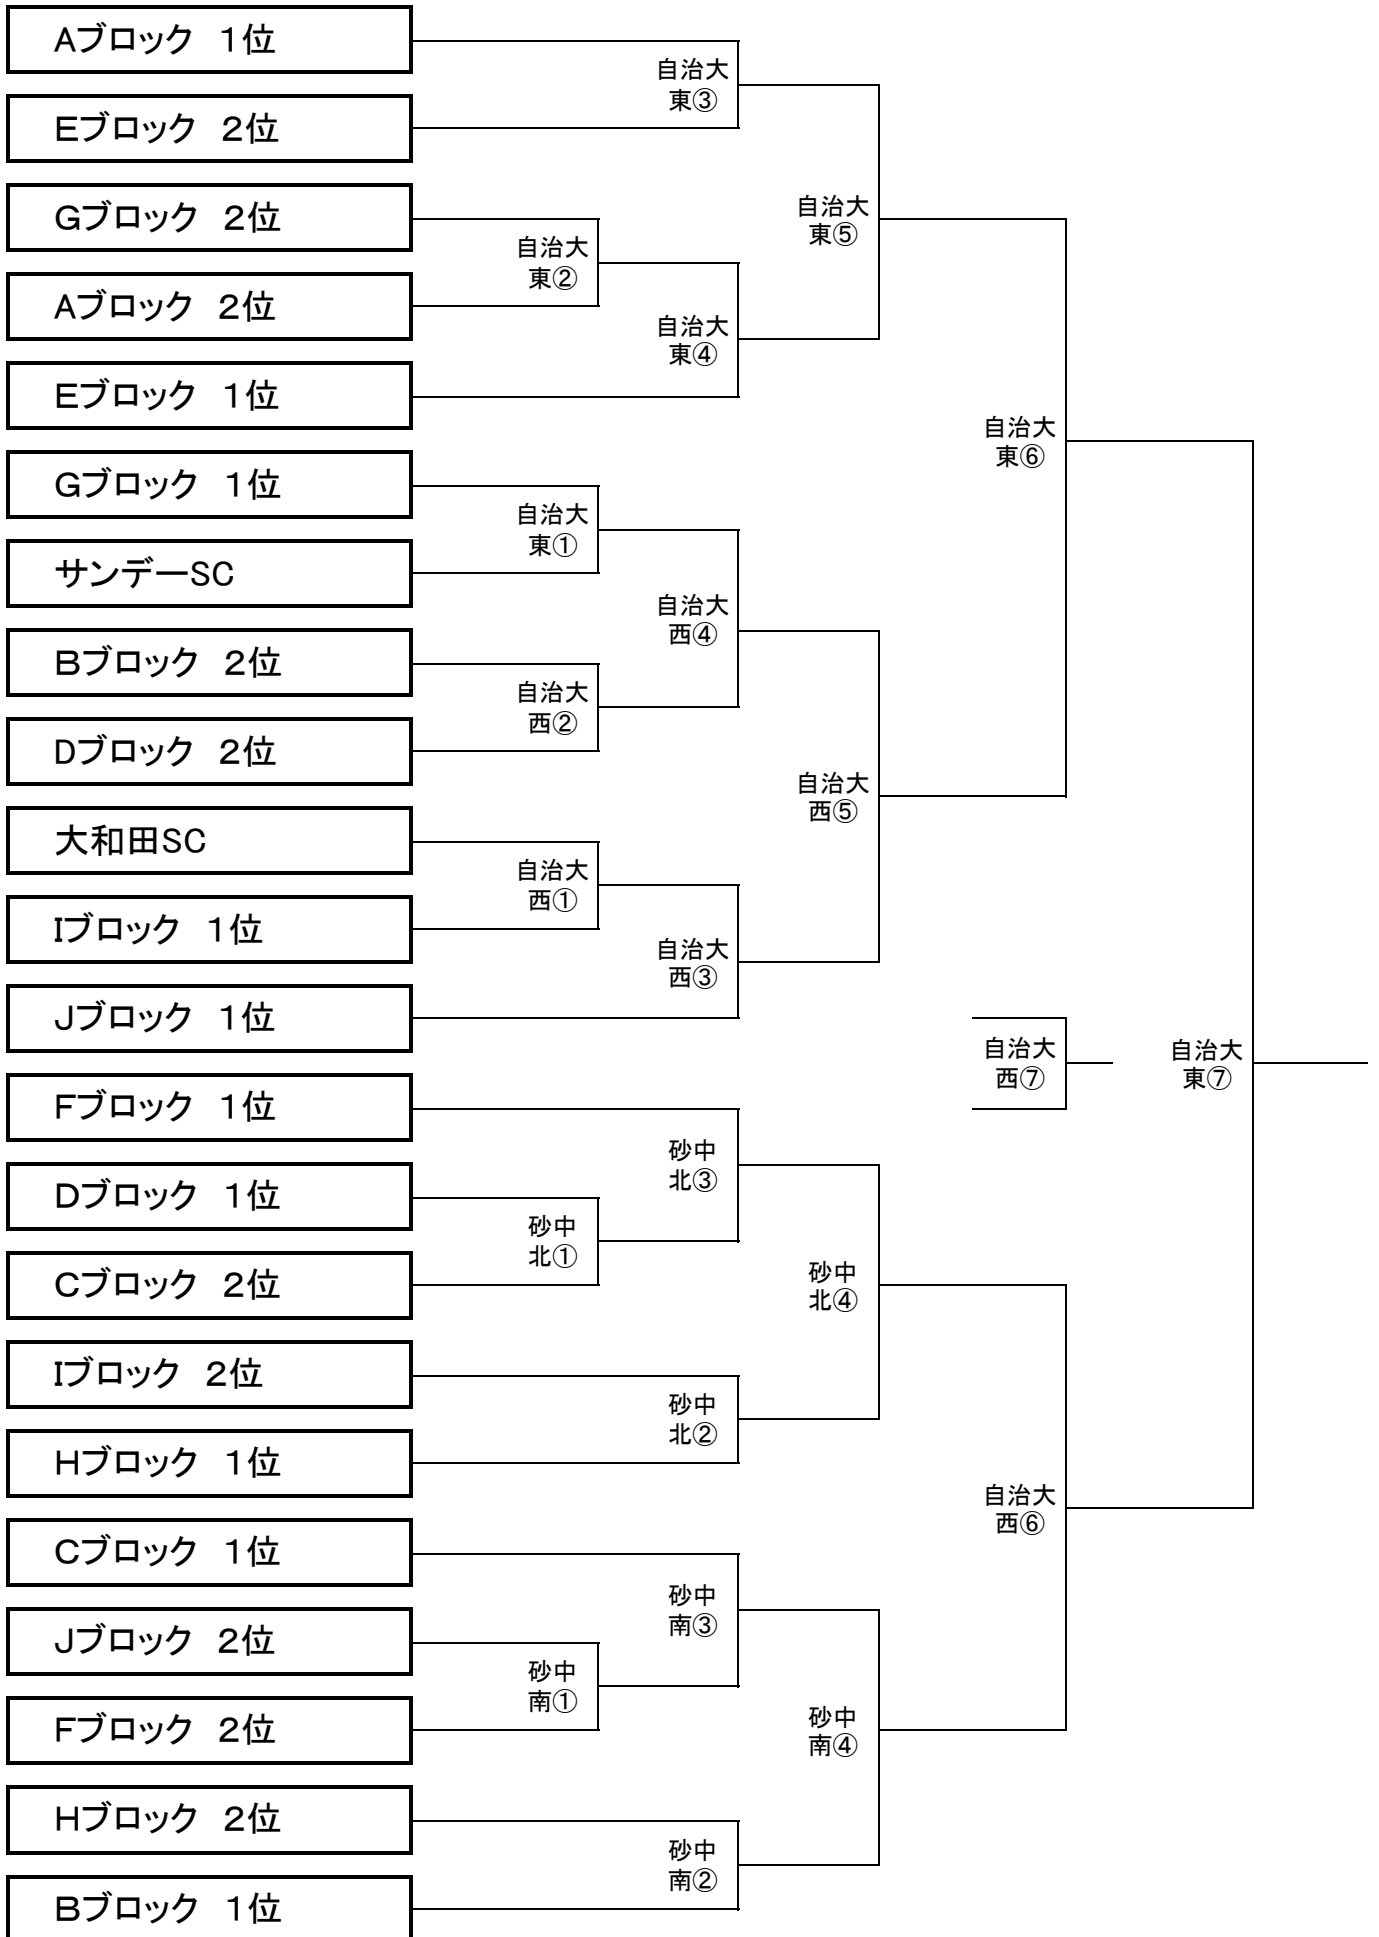 Aブロック　1位
自治大
東③
Eブロック　2位
Gブロック　2位
自治大
東⑤
自治大
東②
Aブロック　2位
自治大
東④
Eブロック　1位
自治大
東⑥
Gブロック　1位
自治大
東①
サンデーSC
自治大
西④
Bブロック　2位
自治大
西②
Dブロック　2位
自治大
西⑤
大和田SC
自治大
西①
Iブロック　1位
自治大
西③
Jブロック　1位
自治大
西⑦
自治大
東⑦
Fブロック　1位
砂中
北③
Dブロック　1位
砂中
北①
Cブロック　2位
砂中
北④
Iブロック　2位
砂中
北②
Hブロック　1位
自治大
西⑥
Cブロック　1位
砂中
南③
Jブロック　2位
砂中
南①
Fブロック　2位
砂中
南④
Hブロック　2位
砂中
南②
Bブロック　1位